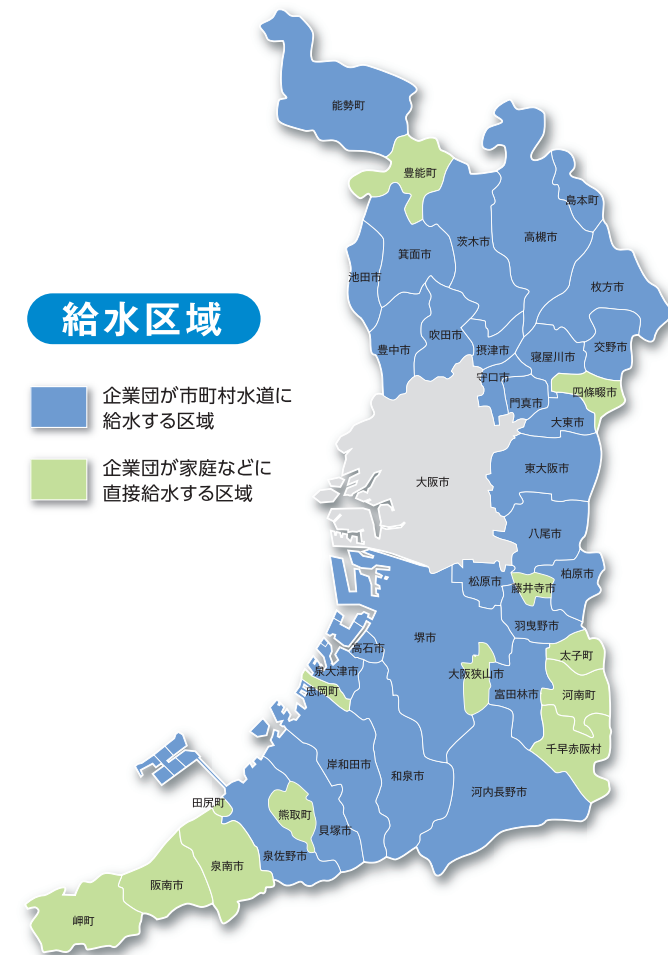 能勢町
豊能町
島本町
茨木市
高槻市
箕面市
池田市
枚方市
給水区域
吹田市
豊中市
摂津市
寝屋川市
交野市
守口市
四條畷市
企業団が市町村水道に
給水する区域
門真市
大東市
企業団が家庭などに
直接給水する区域
東大阪市
大阪市
八尾市
柏原市
松原市
藤井寺市
羽曳野市
堺市
高石市
太子町
泉大津市
大阪狭山市
忠岡町
富田林市
河南町
千早赤阪村
岸和田市
和泉市
河内長野市
田尻町
熊取町
貝塚市
泉佐野市
泉南市
阪南市
岬町